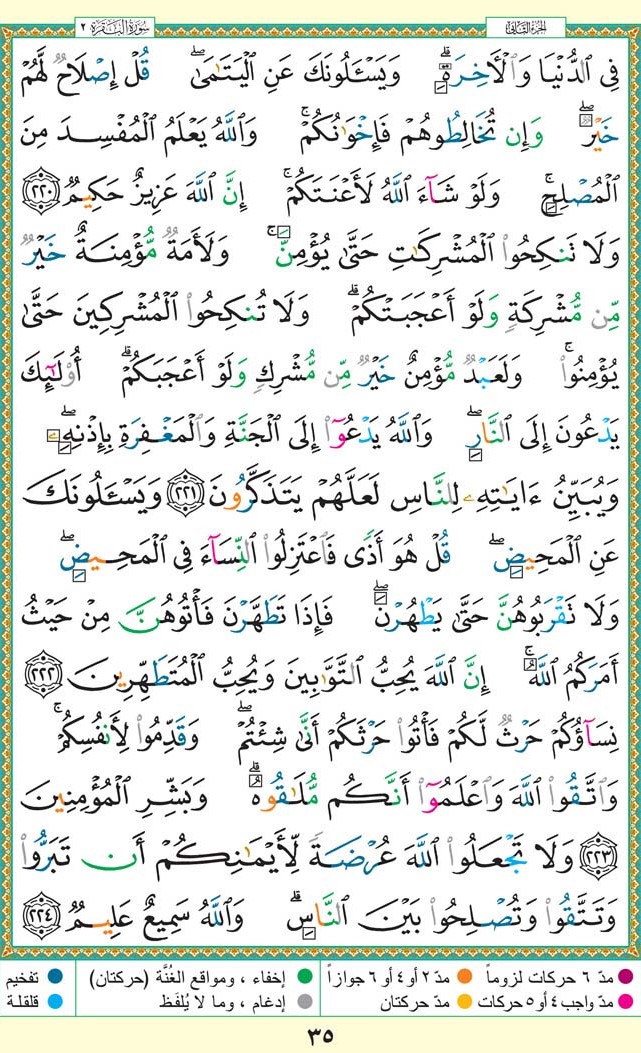 الجزء الثاني
سورة البقرة ٢
فِي ٱلدُّنْيَا وَٱلْأَخِرَةِ ۗ وَيَسْـَٔلُونَكَ عَنِ ٱلْيَتَـٰمَىٰ ۖ قُلْ إِصْلَاحٌ لَّهُمْ
خَيْرٌ ۖ وَإِن تُخَالِطُوهُمْ فَإِخْوَٰنُكُمْ ۚ وَٱللَّهُ يَعْلَمُ ٱلْمُفْسِدَ مِنَ
ٱلْمُصْلِحِ ۚ وَلَوْ شَآءَ ٱللَّهُ لَأَعْنَتَكُمْ ۚ إِنَّ ٱللَّهَ عَزِيزٌ حَكِيمٌ ﴿٢٢٠﴾
وَلَا تَنكِحُوا۟ ٱلْمُشْرِكَـٰتِ حَتَّىٰ يُؤْمِنَّ ۚ وَلَأَمَةٌ مُّؤْمِنَةٌ خَيْرٌ
مِّن مُّشْرِكَةٍ وَلَوْ أَعْجَبَتْكُمْ ۗ وَلَا تُنكِحُوا۟ ٱلْمُشْرِكِينَ حَتَّىٰ
يُؤْمِنُوا۟ ۚ وَلَعَبْدٌ مُّؤْمِنٌ خَيْرٌ مِّن مُّشْرِكٍ وَلَوْ أَعْجَبَكُمْ ۗ أُو۟لَـٰٓئِكَ
يَدْعُونَ إِلَى ٱلنَّارِ ۖ وَٱللَّهُ يَدْعُوٓا۟ إِلَى ٱلْجَنَّةِ وَٱلْمَغْفِرَةِ بِإِذْنِهِۦ ۖ
وَيُبَيِّنُ ءَايَـٰتِهِۦ لِلنَّاسِ لَعَلَّهُمْ يَتَذَكَّرُونَ ﴿٢٢١﴾ وَيَسْـَٔلُونَكَ
عَنِ ٱلْمَحِيضِ ۖ قُلْ هُوَ أَذًى فَٱعْتَزِلُوا۟ ٱلنِّسَآءَ فِي ٱلْمَحِيضِ ۖ
وَلَا تَقْرَبُوهُنَّ حَتَّىٰ يَطْهُرْنَ ۖ فَإِذَا تَطَهَّرْنَ فَأْتُوهُنَّ مِنْ حَيْثُ
أَمَرَكُمُ ٱللَّهُ ۚ إِنَّ ٱللَّهَ يُحِبُّ ٱلتَّوَّٰبِينَ وَيُحِبُّ ٱلْمُتَطَهِّرِينَ ﴿٢٢٢﴾
نِسَآؤُكُمْ حَرْثٌ لَّكُمْ فَأْتُوا۟ حَرْثَكُمْ أَنَّىٰ شِئْتُمْ ۖ وَقَدِّمُوا۟ لِأَنفُسِكُمْ ۚ
وَٱتَّقُوا۟ ٱللَّهَ وَٱعْلَمُوٓا۟ أَنَّكُم مُّلَـٰقُوهُ ۗ وَبَشِّرِ ٱلْمُؤْمِنِينَ
﴿٢٢٣﴾ وَلَا تَجْعَلُوا۟ ٱللَّهَ عُرْضَةً لِّأَيْمَـٰنِكُمْ أَن تَبَرُّوا۟
وَتَتَّقُوا۟ وَتُصْلِحُوا۟ بَيْنَ ٱلنَّاسِ ۗ وَٱللَّهُ سَمِيعٌ عَلِيمٌ ﴿٢٢٤﴾
مدّ ٦ حركات لزوماً مدّ ٢ أو ٤ أو ٦ جوازاً إخفاء ، ومواقع الغُنَّة (حركتان) تفخيم
مدّ واجب ٤ أو ٥ حركات مدّ حركتان إدغام ، وما لا يُلفَظ قلقلة
٣٥